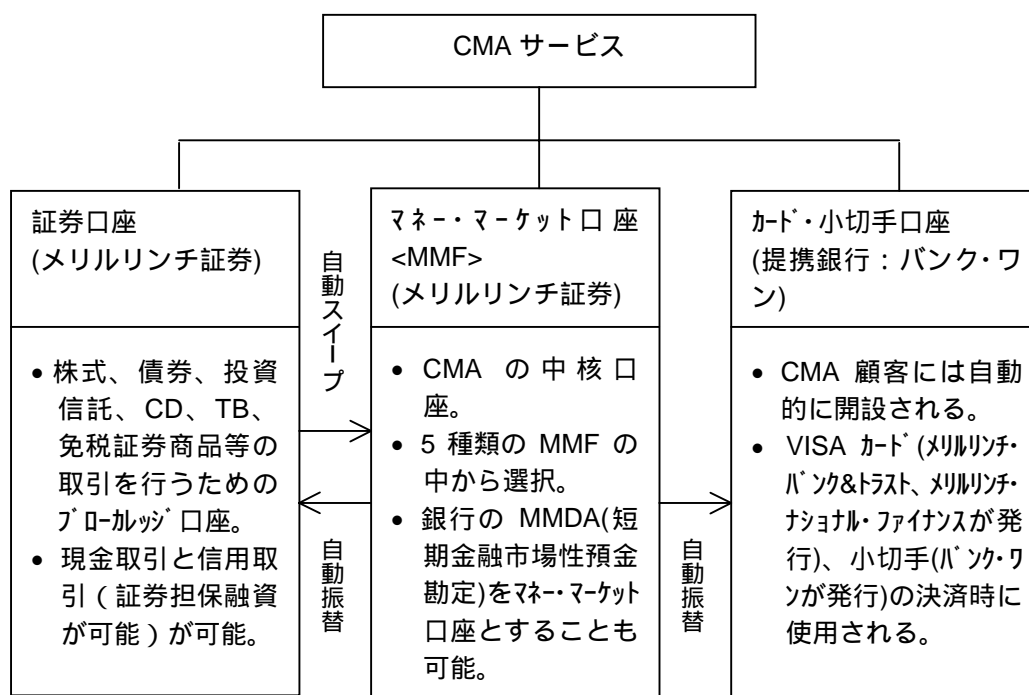 CMA サービス
証券口座
(メリルリンチ証券)
• 株式、債券、投資
信託、CD、TB、
免税証券商品等の
取引を行うための
ﾌﾞﾛｰｶﾚｯｼﾞ口座。
• 現金取引と信用取
引（証券担保融資
が可能）が可能。
自動スイープ
自動振替
ﾏﾈｰ・ﾏｰｹｯﾄ口座
<MMF>
(メリルリンチ証券)
• CMA の中核口
座。
• 5 種類の MMF の
中から選択。
• 銀行の MMDA(短
期金融市場性預金
勘定)をﾏﾈｰ・ﾏｰｹｯﾄ
口座とすることも
可能。
自動振替
ｶｰﾄﾞ・小切手口座
(提携銀行：バンク・ワ
ン)
• CMA 顧客には自動
的に開設される。
• VISA ｶｰﾄﾞ(ﾒﾘﾙﾘﾝﾁ・
ﾊﾞﾝｸ&ﾄﾗｽﾄ、ﾒﾘﾙﾘﾝﾁ・
ﾅｼｮﾅﾙ・ﾌｧｲﾅﾝｽが発
行)、小切手(ﾊﾞﾝｸ・ﾜ
ﾝが発行)の決済時に
使用される。